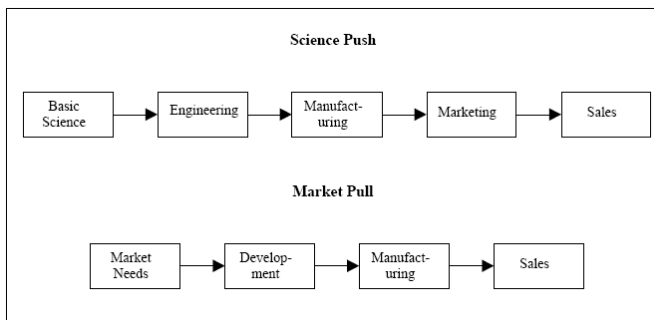 Science Push
Basic
Science
Engineering
Manufact-
uring
Marketing
Sales
Market Pull
Market
Needs
Develop-
ment
Manufact-
uring
Sales